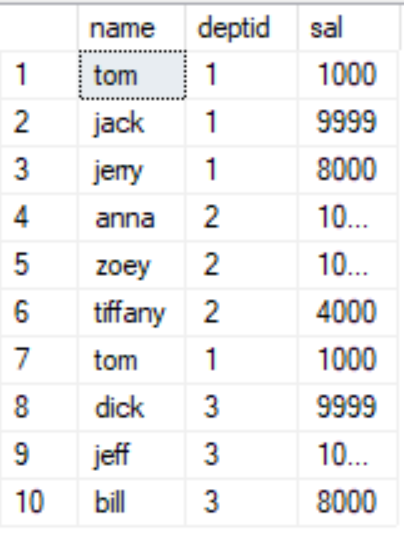 name deptid sal
1 tom 1 1000
2 jack 1 9999
3 jerry 1 8000
4 anna 2 10...
5 zoey 2 10...
6 tiffany 2 4000
7 tom 1 1000
8 dick 3 9999
9 jeff 3 10...
10 bill 3 8000